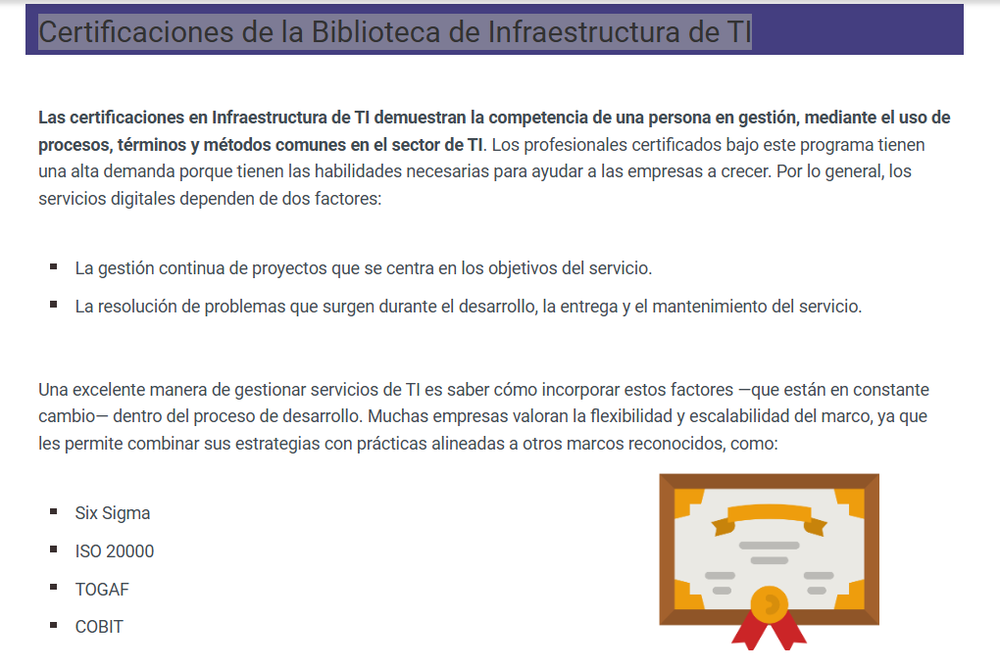 Certificaciones de la Biblioteca de Infraestructura de TI
Las certificaciones en Infraestructura de TI demuestran la competencia de una persona en gestión, mediante el uso de
procesos, términos y métodos comunes en el sector de TI. Los profesionales certificados bajo este programa tienen
una alta demanda porque tienen las habilidades necesarias para ayudar a las empresas a crecer. Por lo general, los
servicios digitales dependen de dos factores:
▪ La gestión continua de proyectos que se centra en los objetivos del servicio.
▪ La resolución de problemas que surgen durante el desarrollo, la entrega y el mantenimiento del servicio.
Una excelente manera de gestionar servicios de TI es saber cómo incorporar estos factores —que están en constante
cambio— dentro del proceso de desarrollo. Muchas empresas valoran la flexibilidad y escalabilidad del marco, ya que
les permite combinar sus estrategias con prácticas alineadas a otros marcos reconocidos, como:
▪ Six Sigma
▪ ISO 20000
▪ TOGAF
▪ COBIT